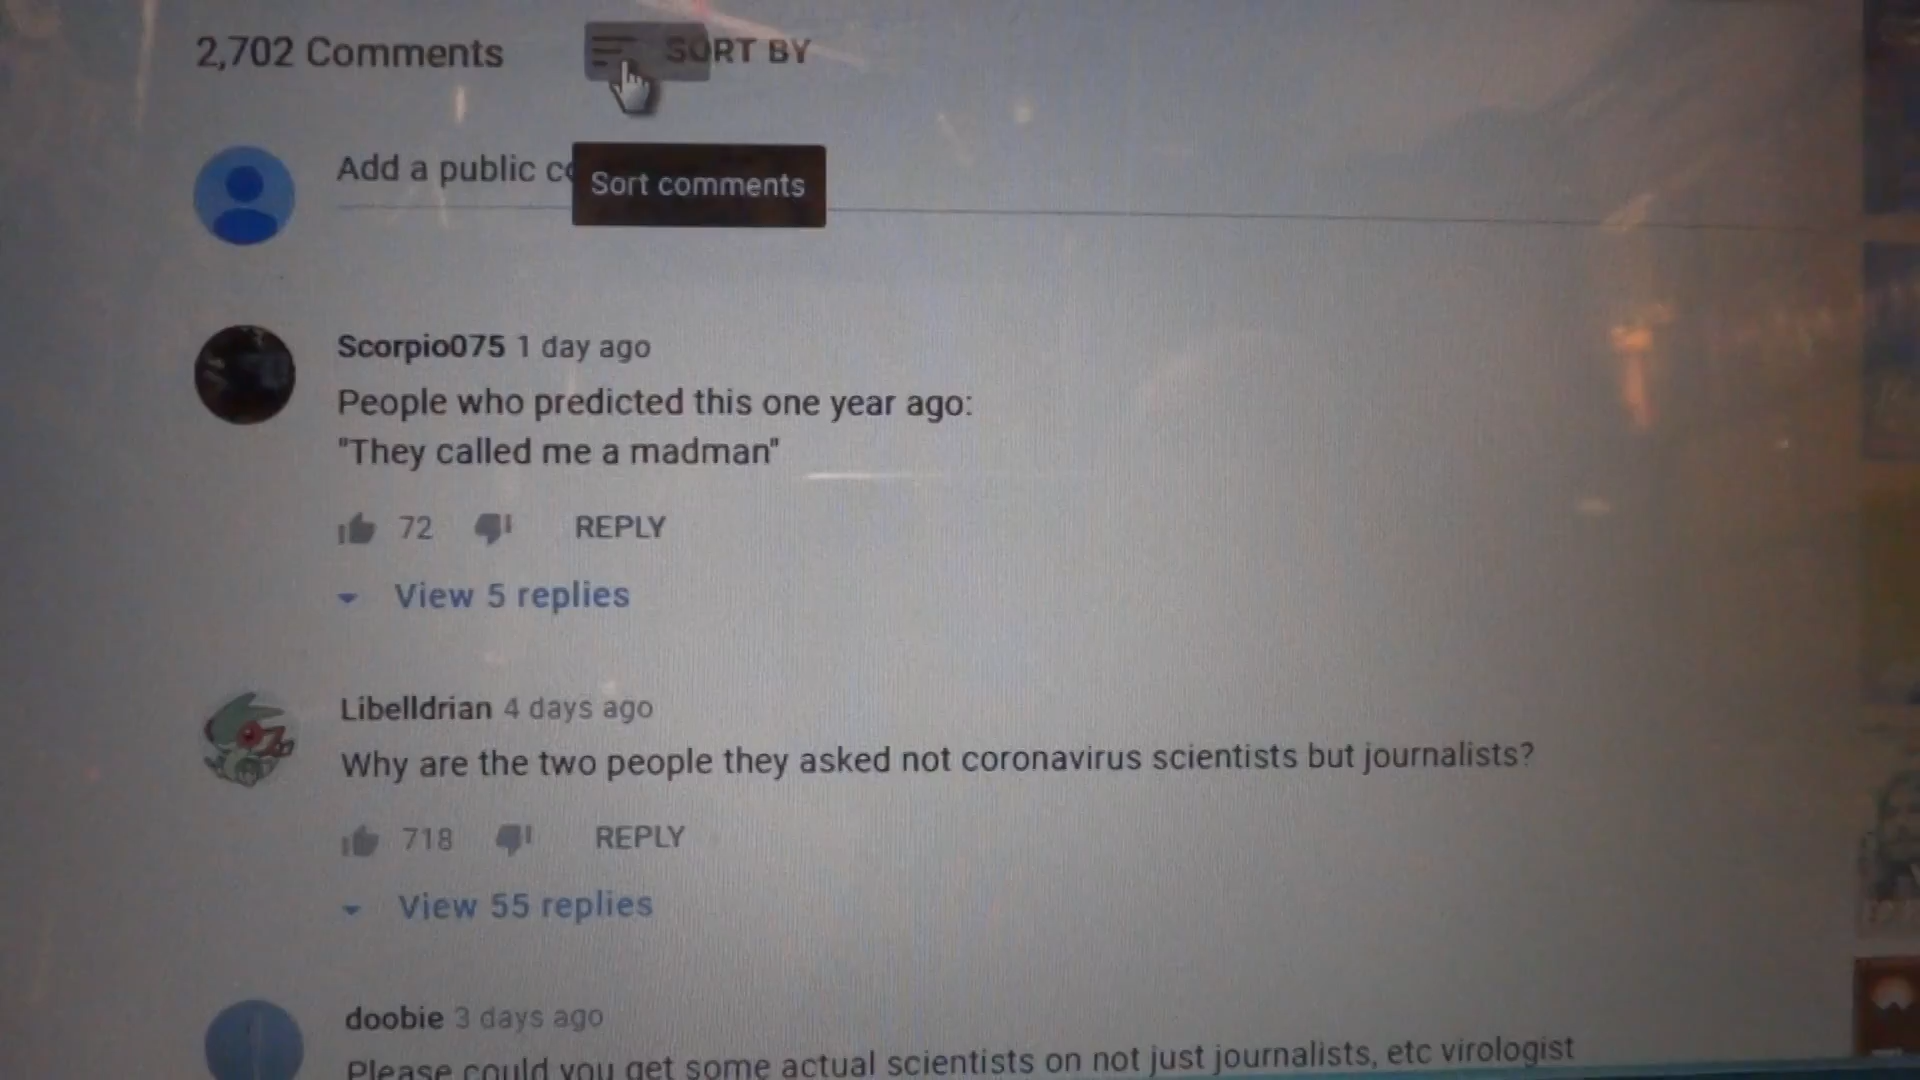 2,702 Comments SORT BY
Add a public co
Sort comments
Scorpio075 1 day ago
People who predicted this one year ago:
"They called me a madman"
72 REPLY
View 5 replies
Libelldrian 4 days ago
Why are the two people they asked not coronavirus scientists but journalists?
718 REPLY
View 55 replies
doobie 3 days ago
Please could you get some actual scientists on not just journalists, etc virologist